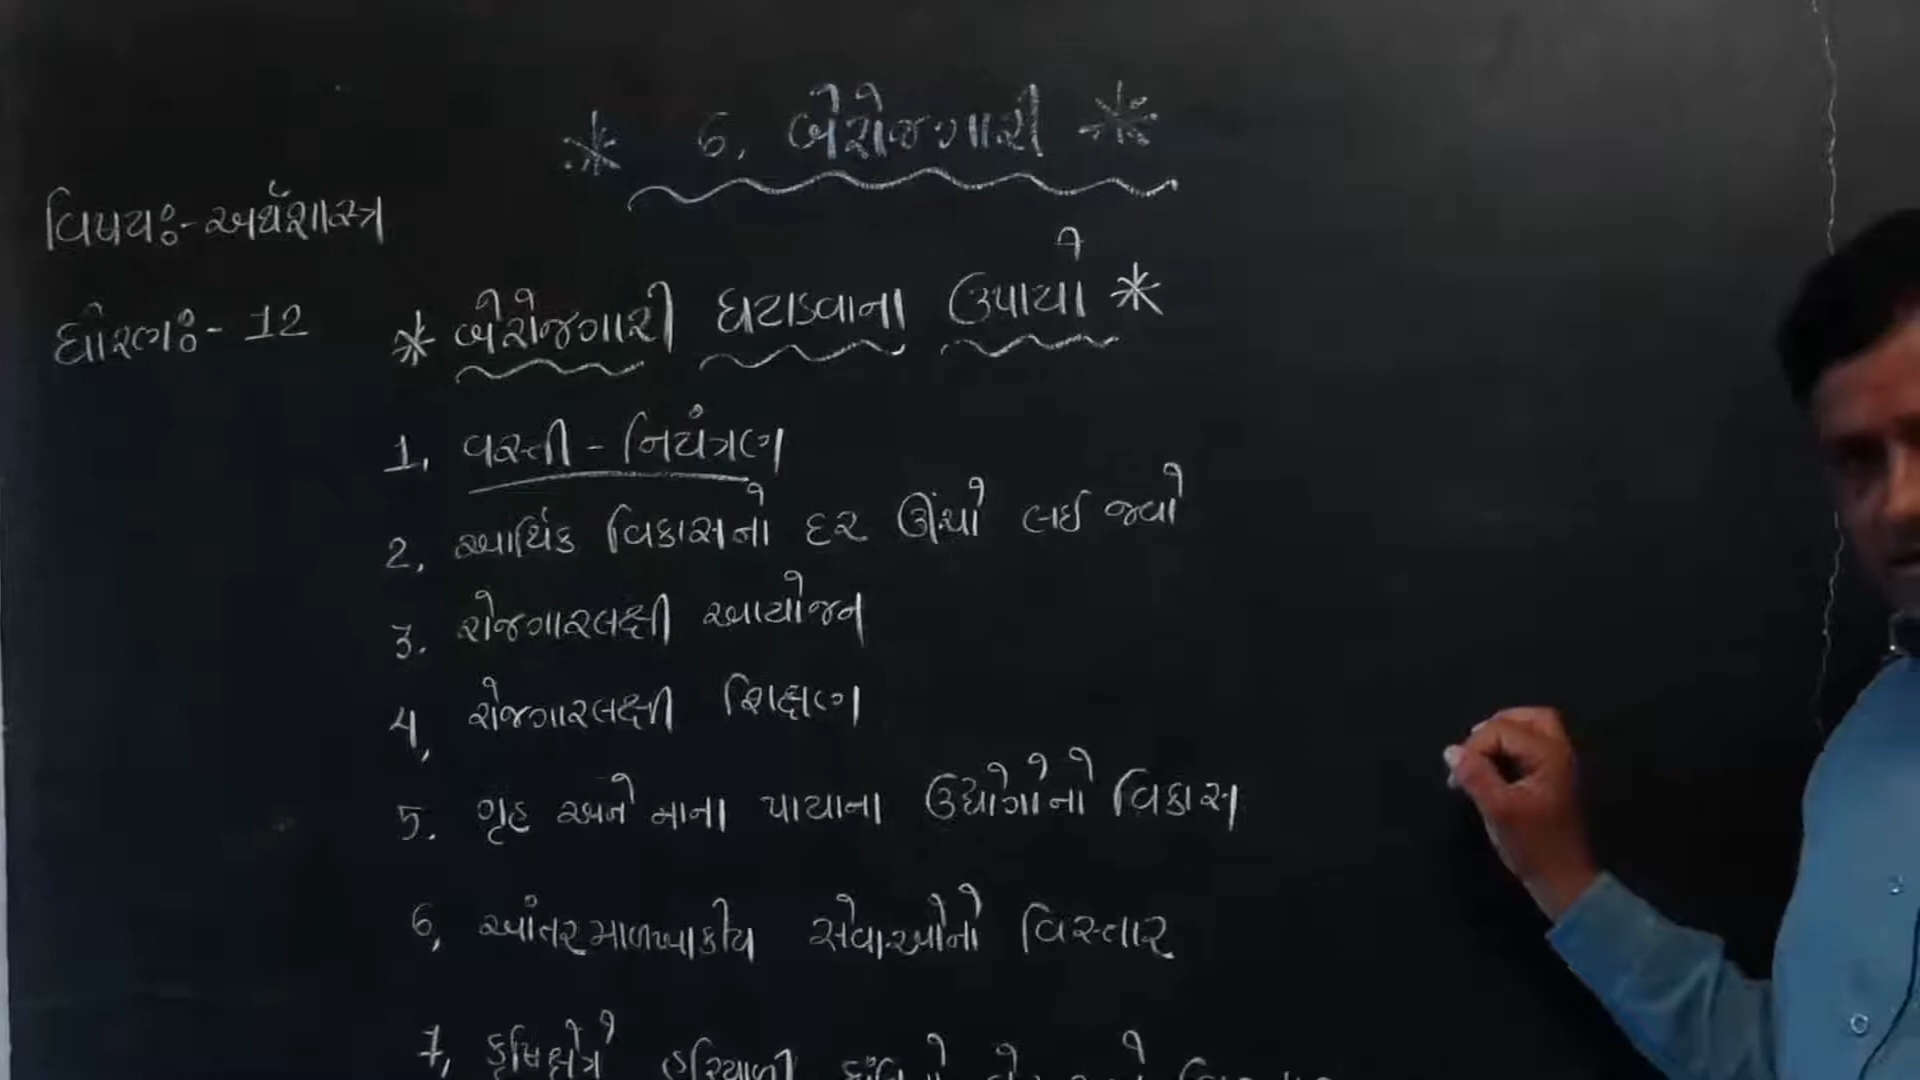 * 6. બેરોજગારી *
વિષય:- અર્થશાસ્ત્ર
ધોરણ:- 12
* બેરોજગારી ઘટાડવાના ઉપાયો *
1. વસ્તી - નિયંત્રણ
2. આર્થિક વિકાસનો દર ઊંચો લઈ જવો
3. રોજગારલક્ષી આયોજન
4. રોજગારલક્ષી શિક્ષણ
5. ગૃહ અને નાના પાયાના ઉદ્યોગોનો વિકાસ
6. આંતરમાળખાકીય સેવાઓનો વિસ્તાર
7. કૃષિક્ષેત્રે હરિયાળી